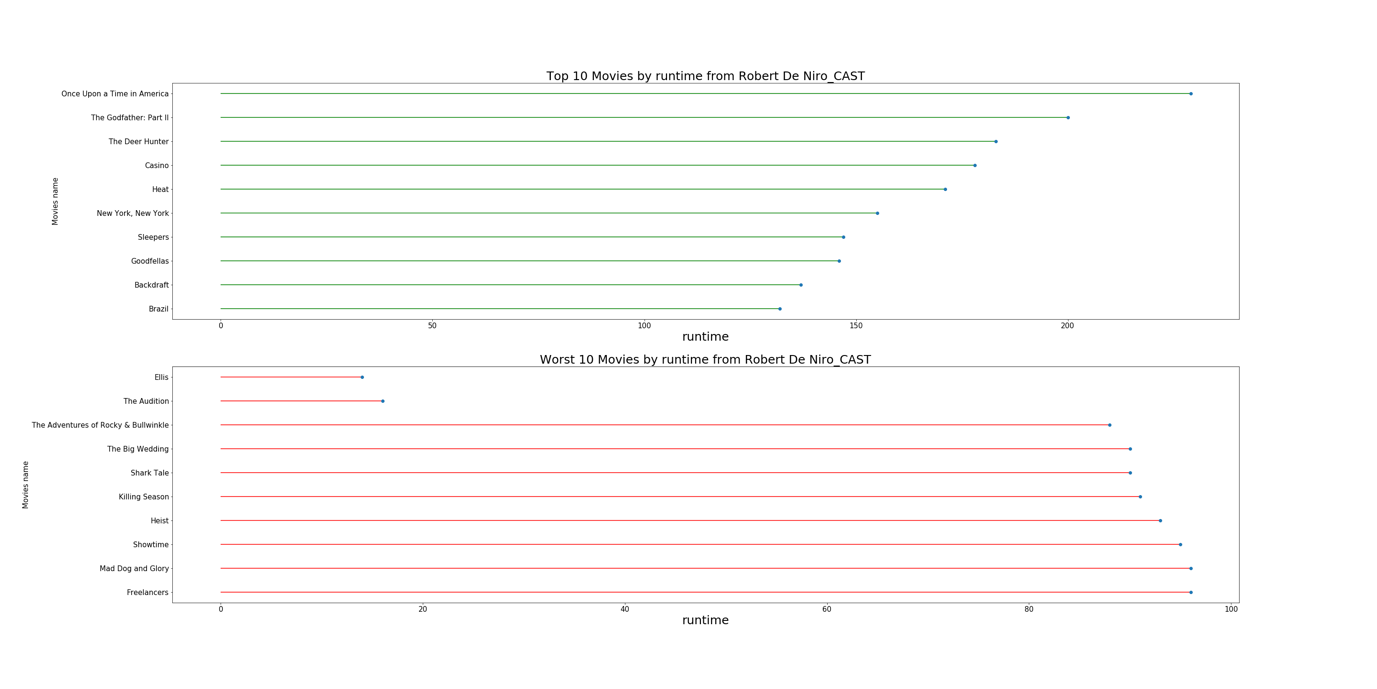 Top 10 Movies by runtime from Robert De Niro_CAST
Movies name
Once Upon a Time in America
The Godfather: Part II
The Deer Hunter
Casino
Heat
New York, New York
Sleepers
Goodfellas
Backdraft
Brazil
0 50 100 150 200
runtime
Worst 10 Movies by runtime from Robert De Niro_CAST
Movies name
Ellis
The Audition
The Adventures of Rocky & Bullwinkle
The Big Wedding
Shark Tale
Killing Season
Heist
Showtime
Mad Dog and Glory
Freelancers
0 20 40 60 80 100
runtime